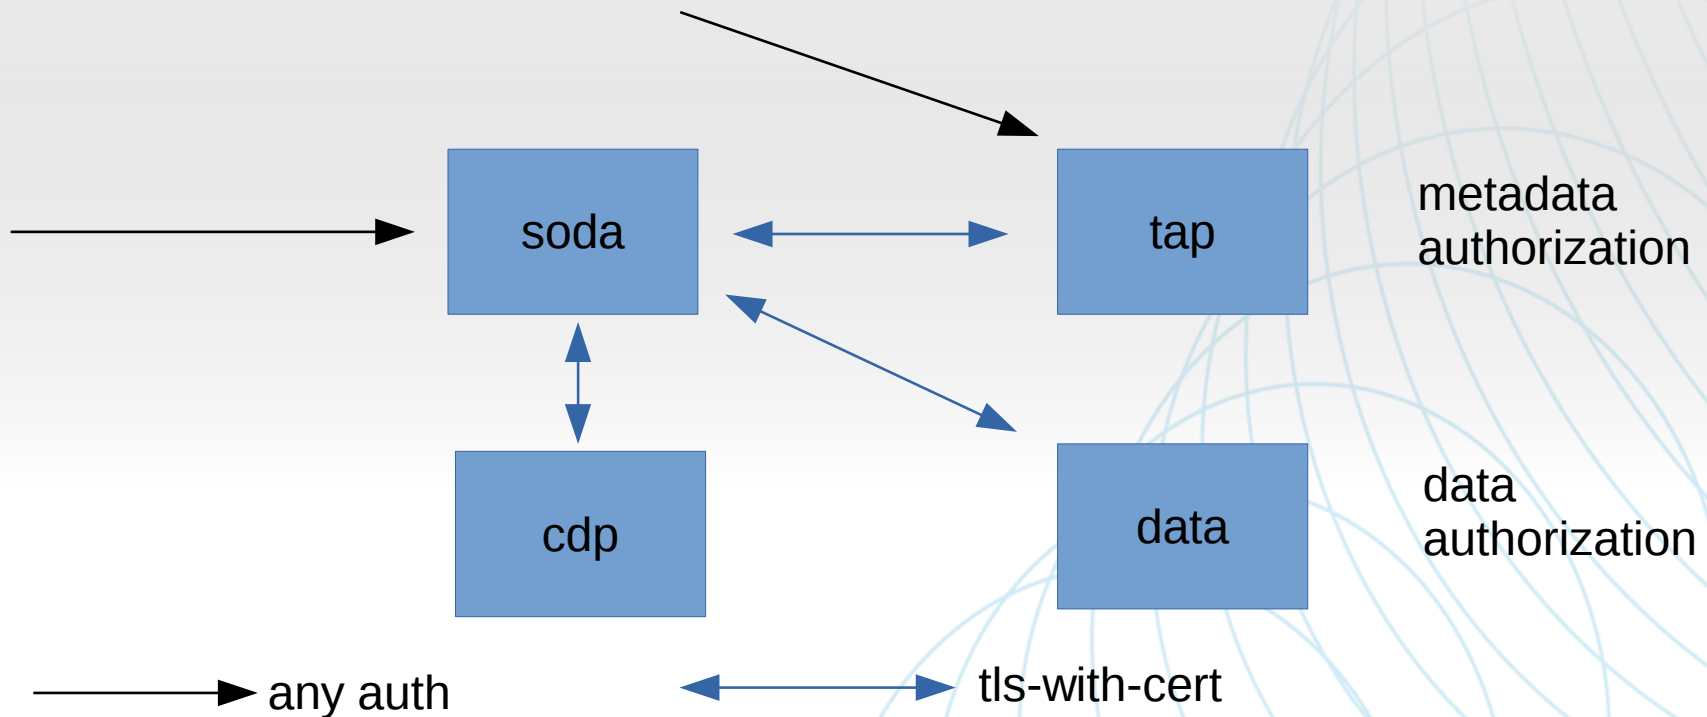 soda
tap
metadata
authorization
cdp
data
data
authorization
any auth
tls-with-cert